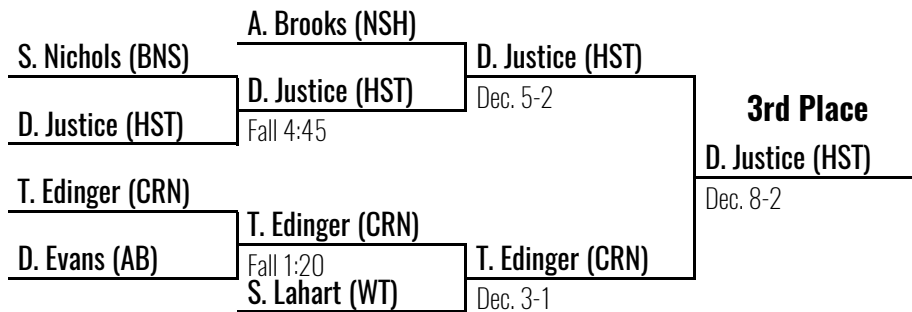 A. Brooks (NSH)
S. Nichols (BNS)
D. Justice (HST)
D. Justice (HST)
Dec. 5-2
D. Justice (HST)
Fall 4:45
3rd Place
D. Justice (HST)
Dec. 8-2
T. Edinger (CRN)
T. Edinger (CRN)
Fall 1:20
D. Evans (AB)
T. Edinger (CRN)
Dec. 3-1
S. Lahart (WT)